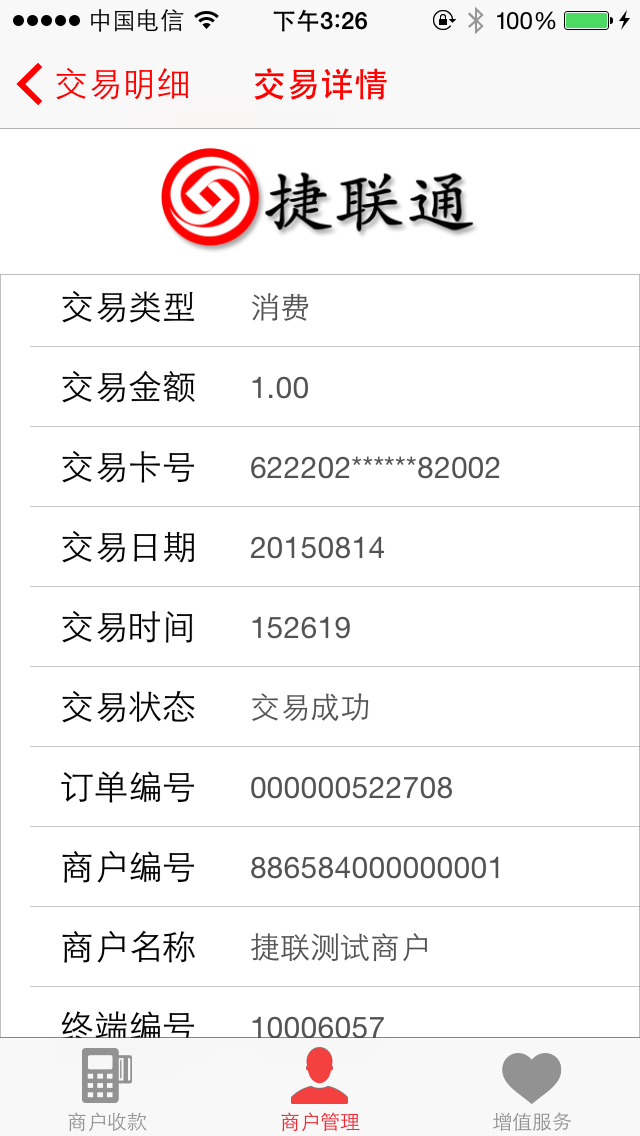 中国电信 下午3:26 100%
交易明细 交易详情
捷联通
交易类型 消费
交易金额 1.00
交易卡号 622202******82002
交易日期 20150814
交易时间 152619
交易状态 交易成功
订单编号 000000522708
商户编号 886584000000001
商户名称 捷联测试商户
终端编号 10006057
商户收款 商户管理 增值服务